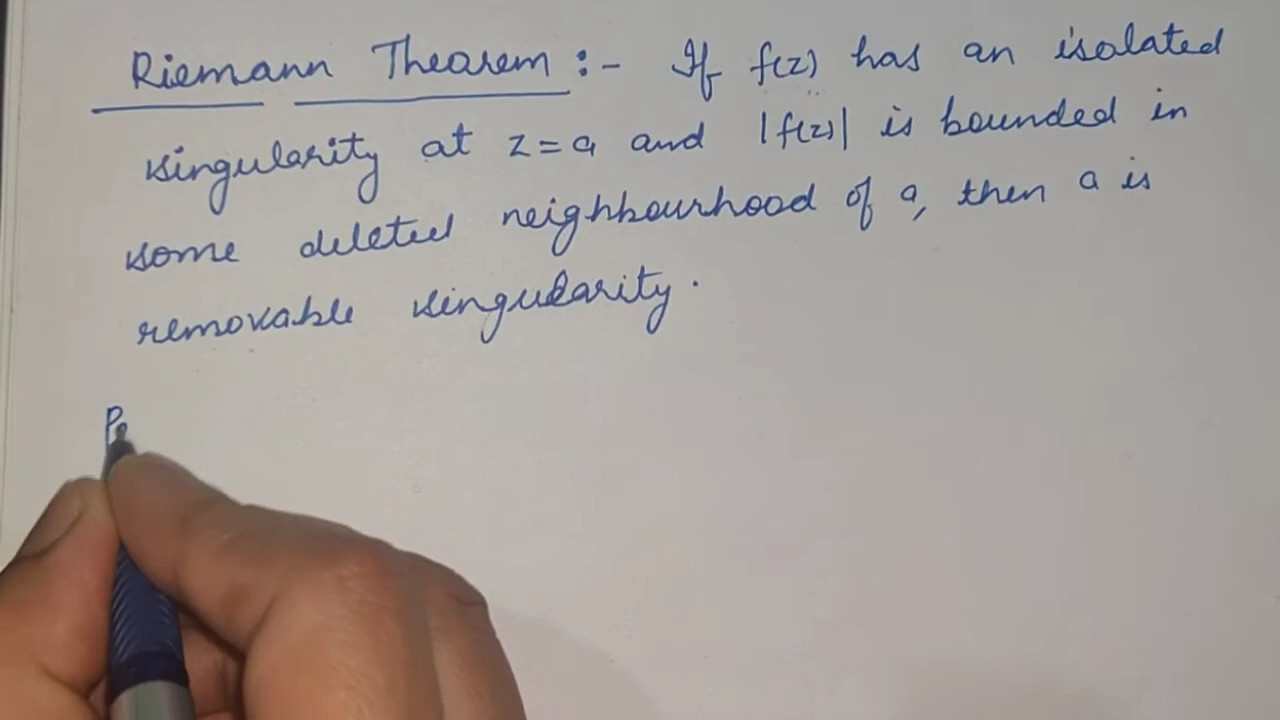 Riemann Thearem :- If f(z) has an isolated
singularity at z=a and |f(z)| is bounded in
some deleted neighbourhood of a, then a is
removable singularity.